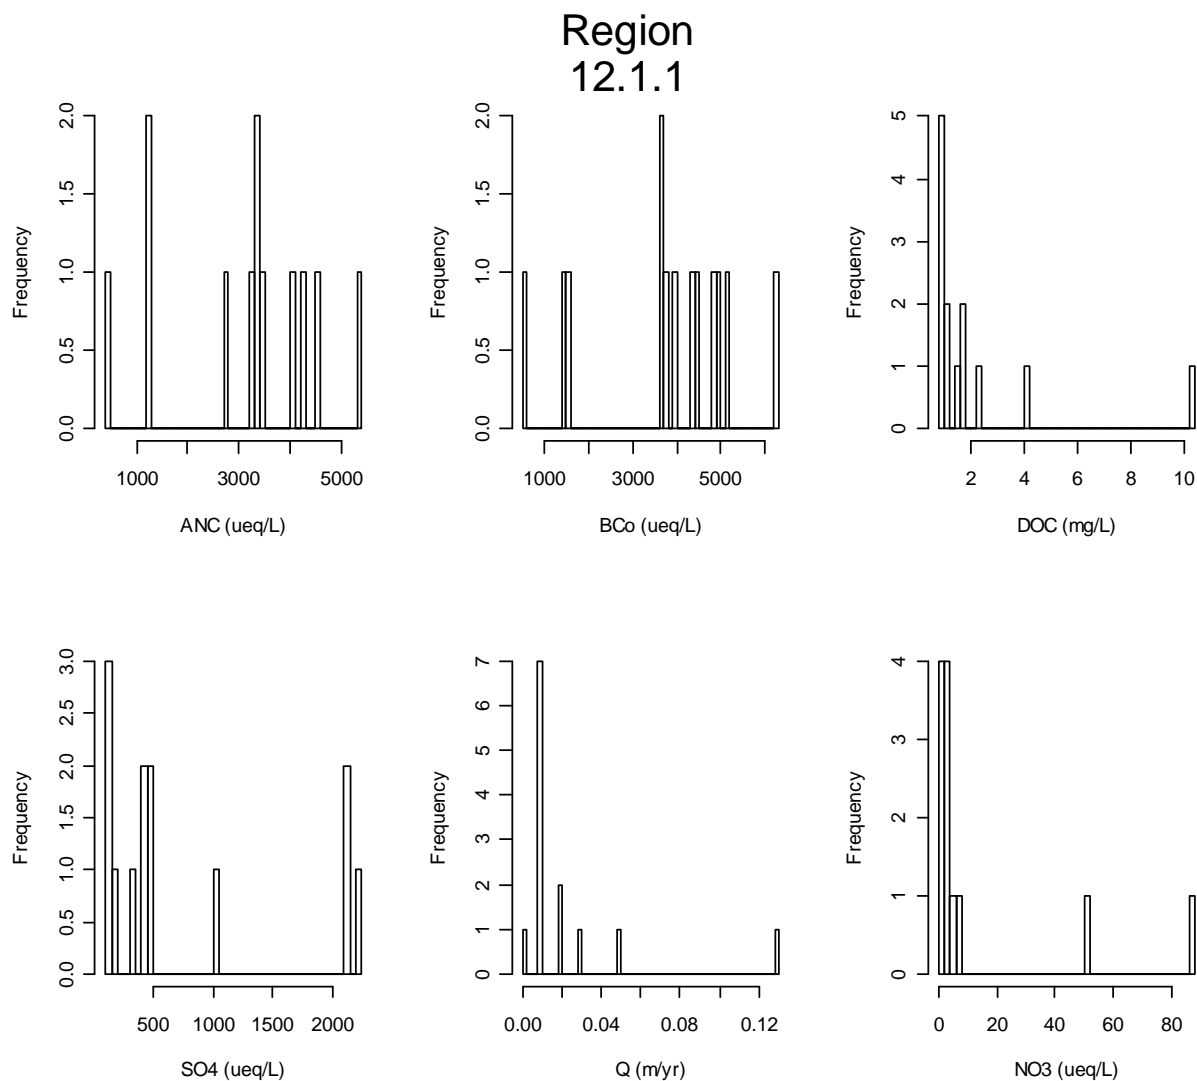 Region
12.1.1
Frequency
2.0
1.5
1.0
0.5
0.0
1000 3000 5000
ANC (ueq/L)
Frequency
2.0
1.5
1.0
0.5
0.0
1000 3000 5000
BCo (ueq/L)
Frequency
5
4
3
2
1
0
2 4 6 8 10
DOC (mg/L)
Frequency
3.0
2.5
2.0
1.5
1.0
0.5
0.0
500 1000 1500 2000
SO4 (ueq/L)
Frequency
7
6
5
4
3
2
1
0
0.00 0.04 0.08 0.12
Q (m/yr)
Frequency
4
3
2
1
0
0 20 40 60 80
NO3 (ueq/L)